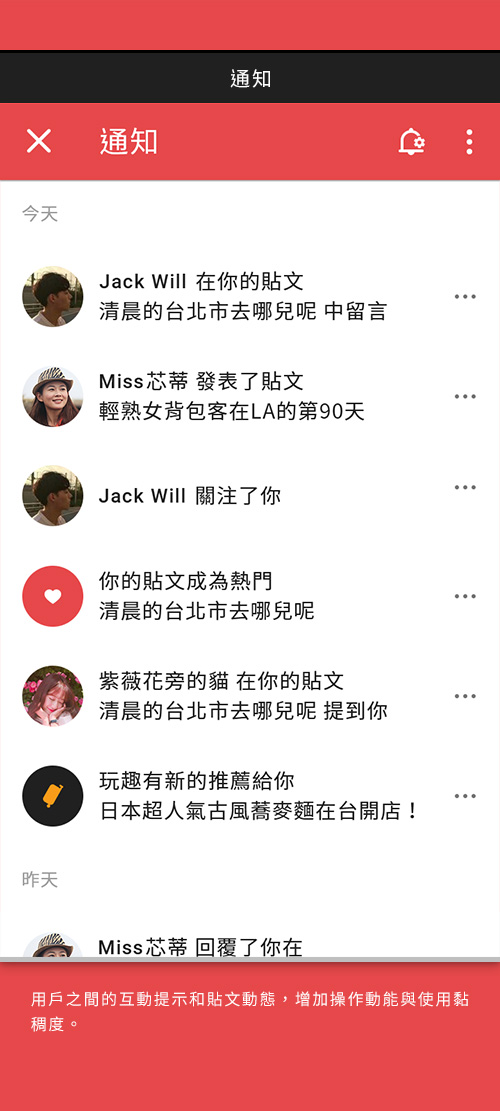 通知
通知
今天
Jack Will 在你的貼文
清晨的台北市去哪兒呢 中留言
Miss芯蒂 發表了貼文
輕熟女背包客在LA的第90天
Jack Will 關注了你
你的貼文成為熱門
清晨的台北市去哪兒呢
紫薇花旁的貓 在你的貼文
清晨的台北市去哪兒呢 提到你
玩趣有新的推薦給你
日本超人氣古風蕎麥麵在台開店！
昨天
Miss芯蒂 回覆了你在
用戶之間的互動提示和貼文動態，增加操作動能與使用黏
稠度。